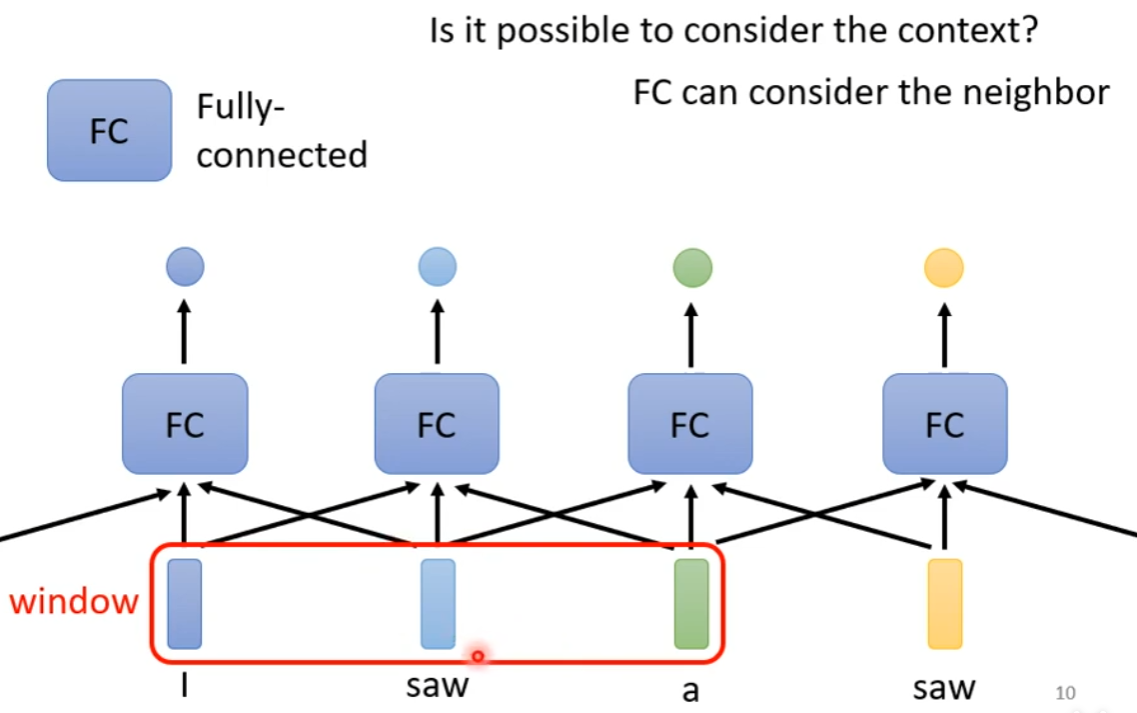 Is it possible to consider the context?
FC can consider the neighbor
FC
Fully-
connected
FC
FC
FC
FC
window
I
saw
a
saw
10